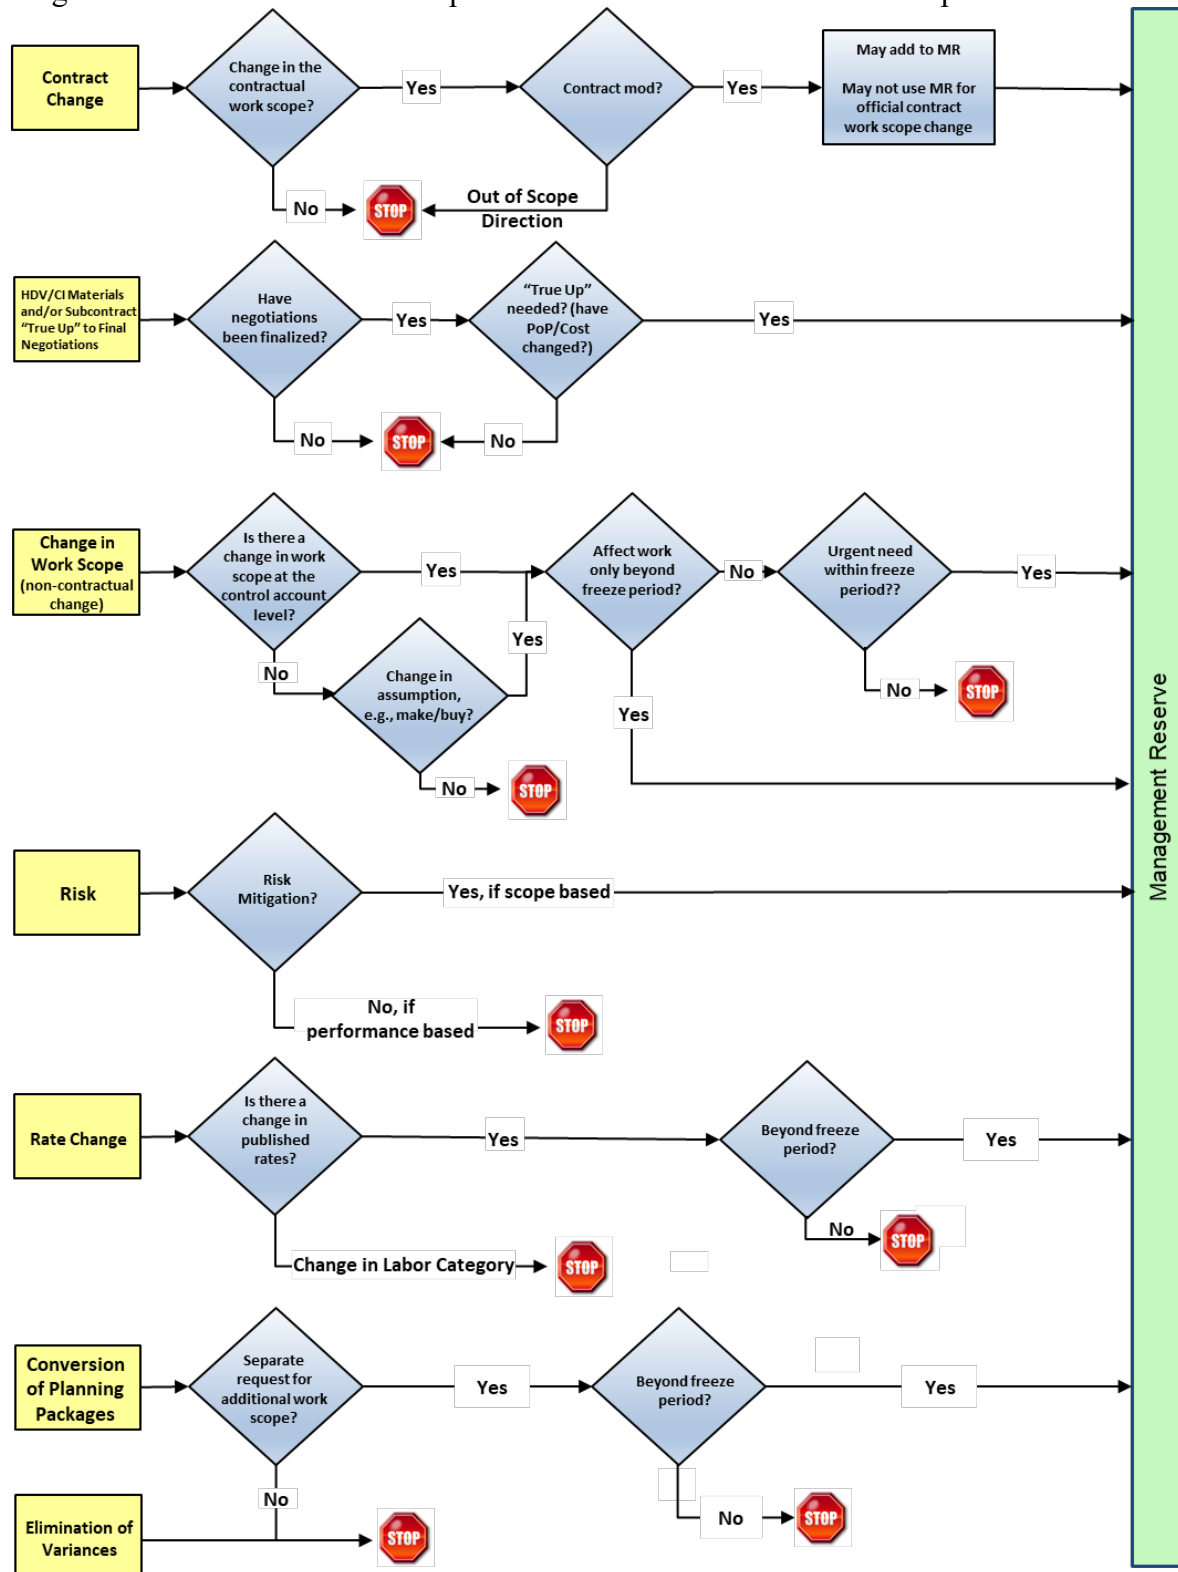 Contract
Change
Change in the
contractual
work scope?
Yes
Contract mod?
Yes
May add to MR
May not use MR for
official contract
work scope change
No
STOP
Out of Scope
Direction
HDV/CI Materials
and/or Subcontract
“True Up” to Final
Negotiations
Have
negotiations
been finalized?
Yes
“True Up”
needed? (have
PoP/Cost
changed?)
Yes
No
STOP
No
Change in
Work Scope
(non-contractual
change)
Is there a
change in work
scope at the
control account
level?
Yes
Affect work
only beyond
freeze period?
No
Urgent need
within freeze
period??
Yes
No
Change in
assumption,
e.g., make/buy?
Yes
Yes
No
STOP
No
STOP
Management Reserve
Risk
Risk
Mitigation?
Yes, if scope based
No, if
performance based
STOP
Rate Change
Is there a
change in
published
rates?
Yes
Beyond freeze
period?
Yes
No
STOP
Change in Labor Category
STOP
Conversion
of Planning
Packages
Separate
request for
additional work
scope?
Yes
Beyond freeze
period?
Yes
No
No
STOP
Elimination of
Variances
STOP